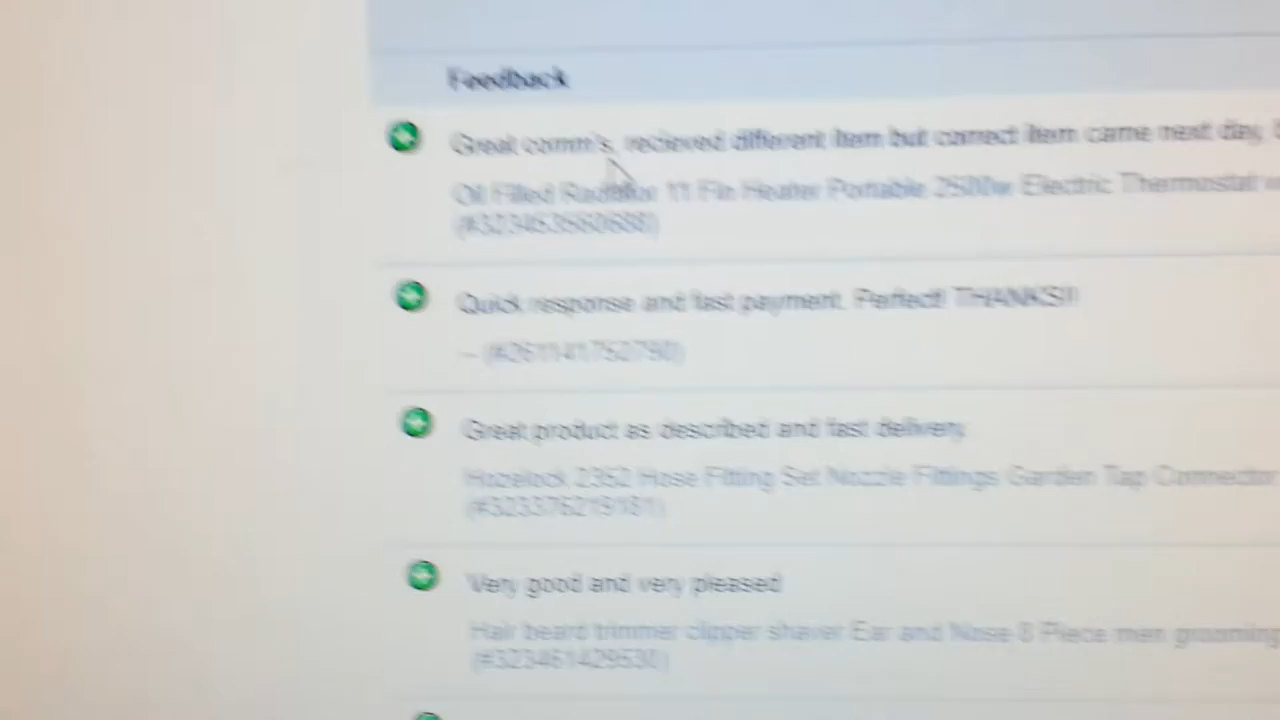 Feedback
Great comm's, recieved different item but correct item came next day,
Oil Filled Radiator 11 Fin Heater Portable 2500w Electric Thermostat
Quick response and fast payment. Perfect! THANKS!!
Great product as described and fast delivery.
Hozelock 2352 Hose Fitting Set Nozzle Fittings Garden Tap Connector
(#323376219181)
Very good and very pleased
Hair beard trimmer clipper shaver Ear and Nose 8 Piece men grooming
(#323461429530)